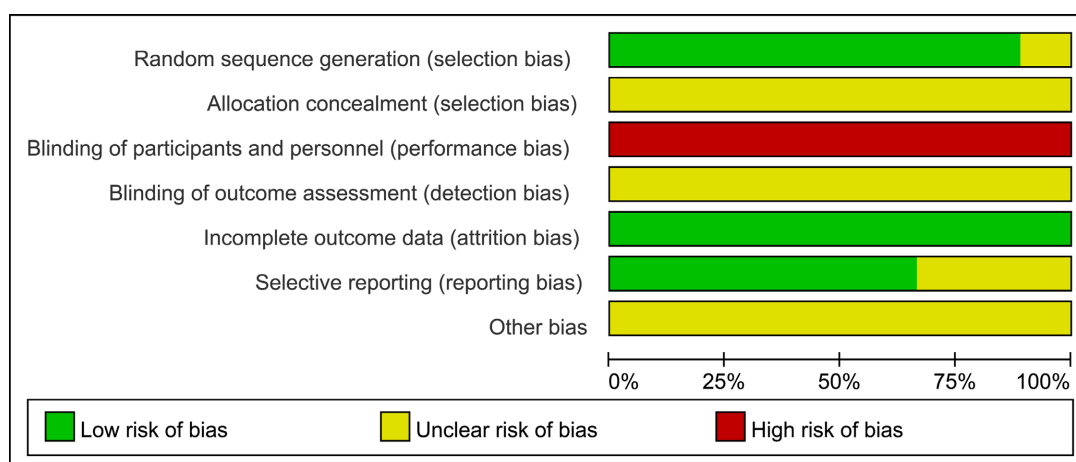 Random sequence generation (selection bias)
Allocation concealment (selection bias)
Blinding of participants and personnel (performance bias)
Blinding of outcome assessment (detection bias)
Incomplete outcome data (attrition bias)
Selective reporting (reporting bias)
Other bias
0% 25% 50% 75% 100%
Low risk of bias Unclear risk of bias High risk of bias